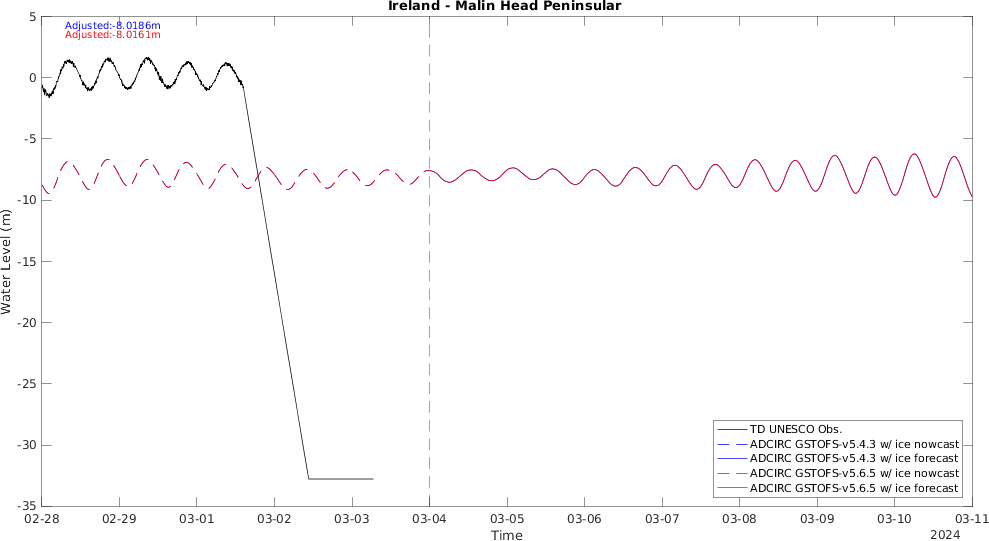 Ireland - Malin Head Peninsular
Adjusted:-8.0186m
Adjusted:-8.0161m
5
0
-5
-10
-15
-20
-25
-30
-35
Water Level (m)
02-28 02-29 03-01 03-02 03-03 03-04 03-05 03-06 03-07 03-08 03-09 03-10 03-11
Time
2024
TD UNESCO Obs.
ADCIRC GSTOFS-v5.4.3 w/ ice nowcast
ADCIRC GSTOFS-v5.4.3 w/ ice forecast
ADCIRC GSTOFS-v5.6.5 w/ ice nowcast
ADCIRC GSTOFS-v5.6.5 w/ ice forecast